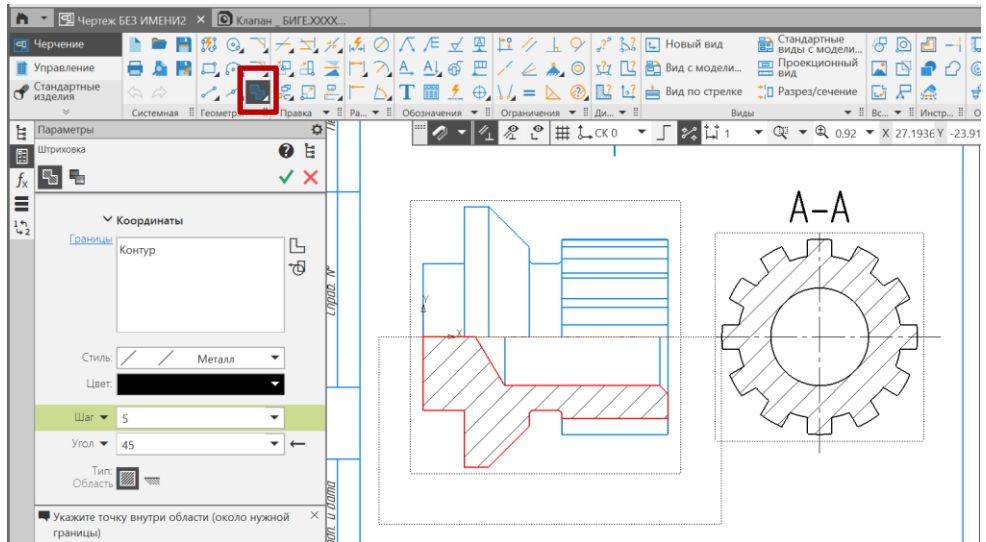 Чертеж БЕЗ ИМЕНИ2
Клапан _ БИГЕ.XXXX...
Черчение
Управление
Стандартные
изделия
Новый вид
Вид с модели...
Вид по стрелке
Стандартные
виды с модели...
Проекционный
вид
Разрез/сечение
Системная
Геометр...
Правка
Ра...
Обозначения
Ограничения
Ди...
Виды
Вс...
Инстр...
Параметры
СК 0
1
0.92
X 27.1936 Y -23.91
Штриховка
Координаты
Границы
Контур
Стиль:
Металл
Цвет:
Шаг
5
Угол
45
Тип:
Область
Укажите точку внутри области (около нужной
границы)
A–A
Y
X
Справ. №